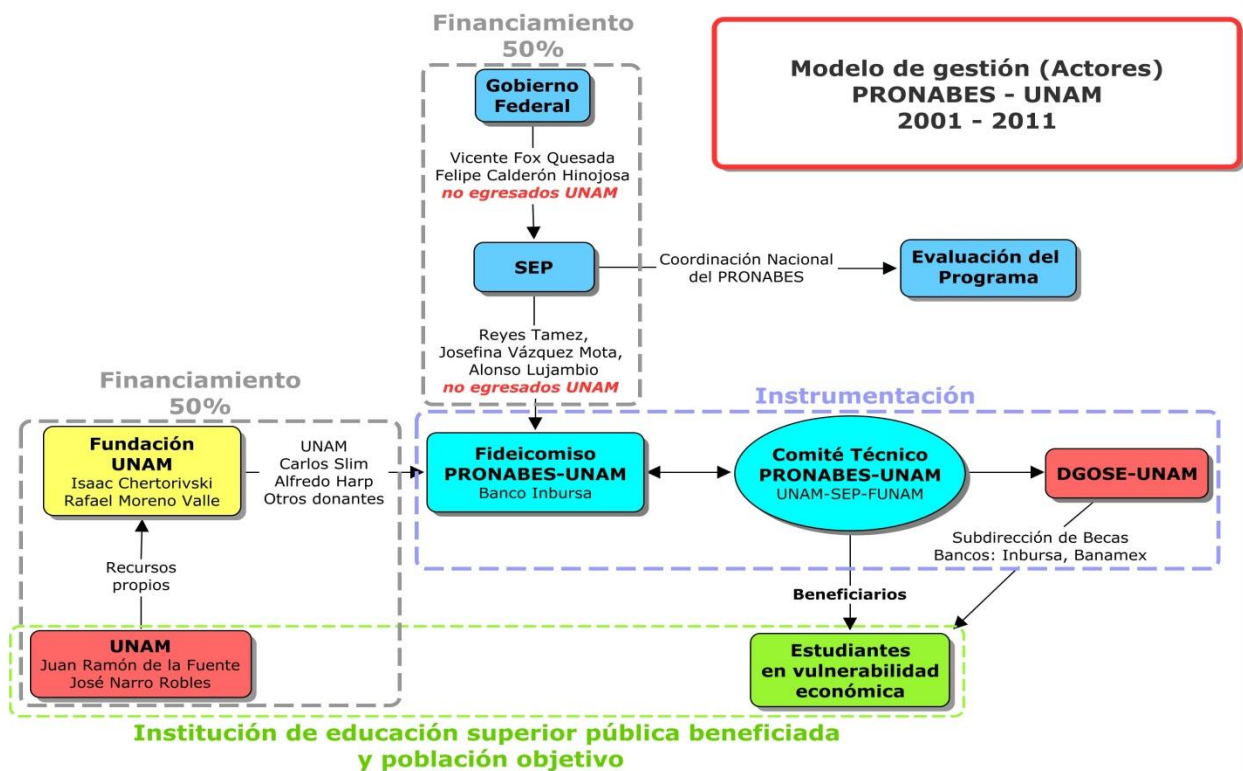 Financiamiento
50%
Modelo de gestión (Actores)
PRONABES - UNAM
2001 - 2011
Gobierno
Federal
Vicente Fox Quesada
Felipe Calderón Hinojosa
no egresados UNAM
SEP
Coordinación Nacional
del PRONABES
Evaluación del
Programa
Reyes Tamez,
Josefina Vázquez Mota,
Alonso Lujambio
no egresados UNAM
Financiamiento
50%
Instrumentación
Fundación
UNAM
Isaac Chertorivski
Rafael Moreno Valle
UNAM
Carlos Slim
Alfredo Harp
Otros donantes
Fideicomiso
PRONABES-UNAM
Banco Inbursa
Comité Técnico
PRONABES-UNAM
UNAM-SEP-FUNAM
DGOSE-UNAM
Subdirección de Becas
Bancos: Inbursa, Banamex
Recursos
propios
Beneficiarios
UNAM
Juan Ramón de la Fuente
José Narro Robles
Estudiantes
en vulnerabilidad
económica
Institución de educación superior pública beneficiada
y población objetivo